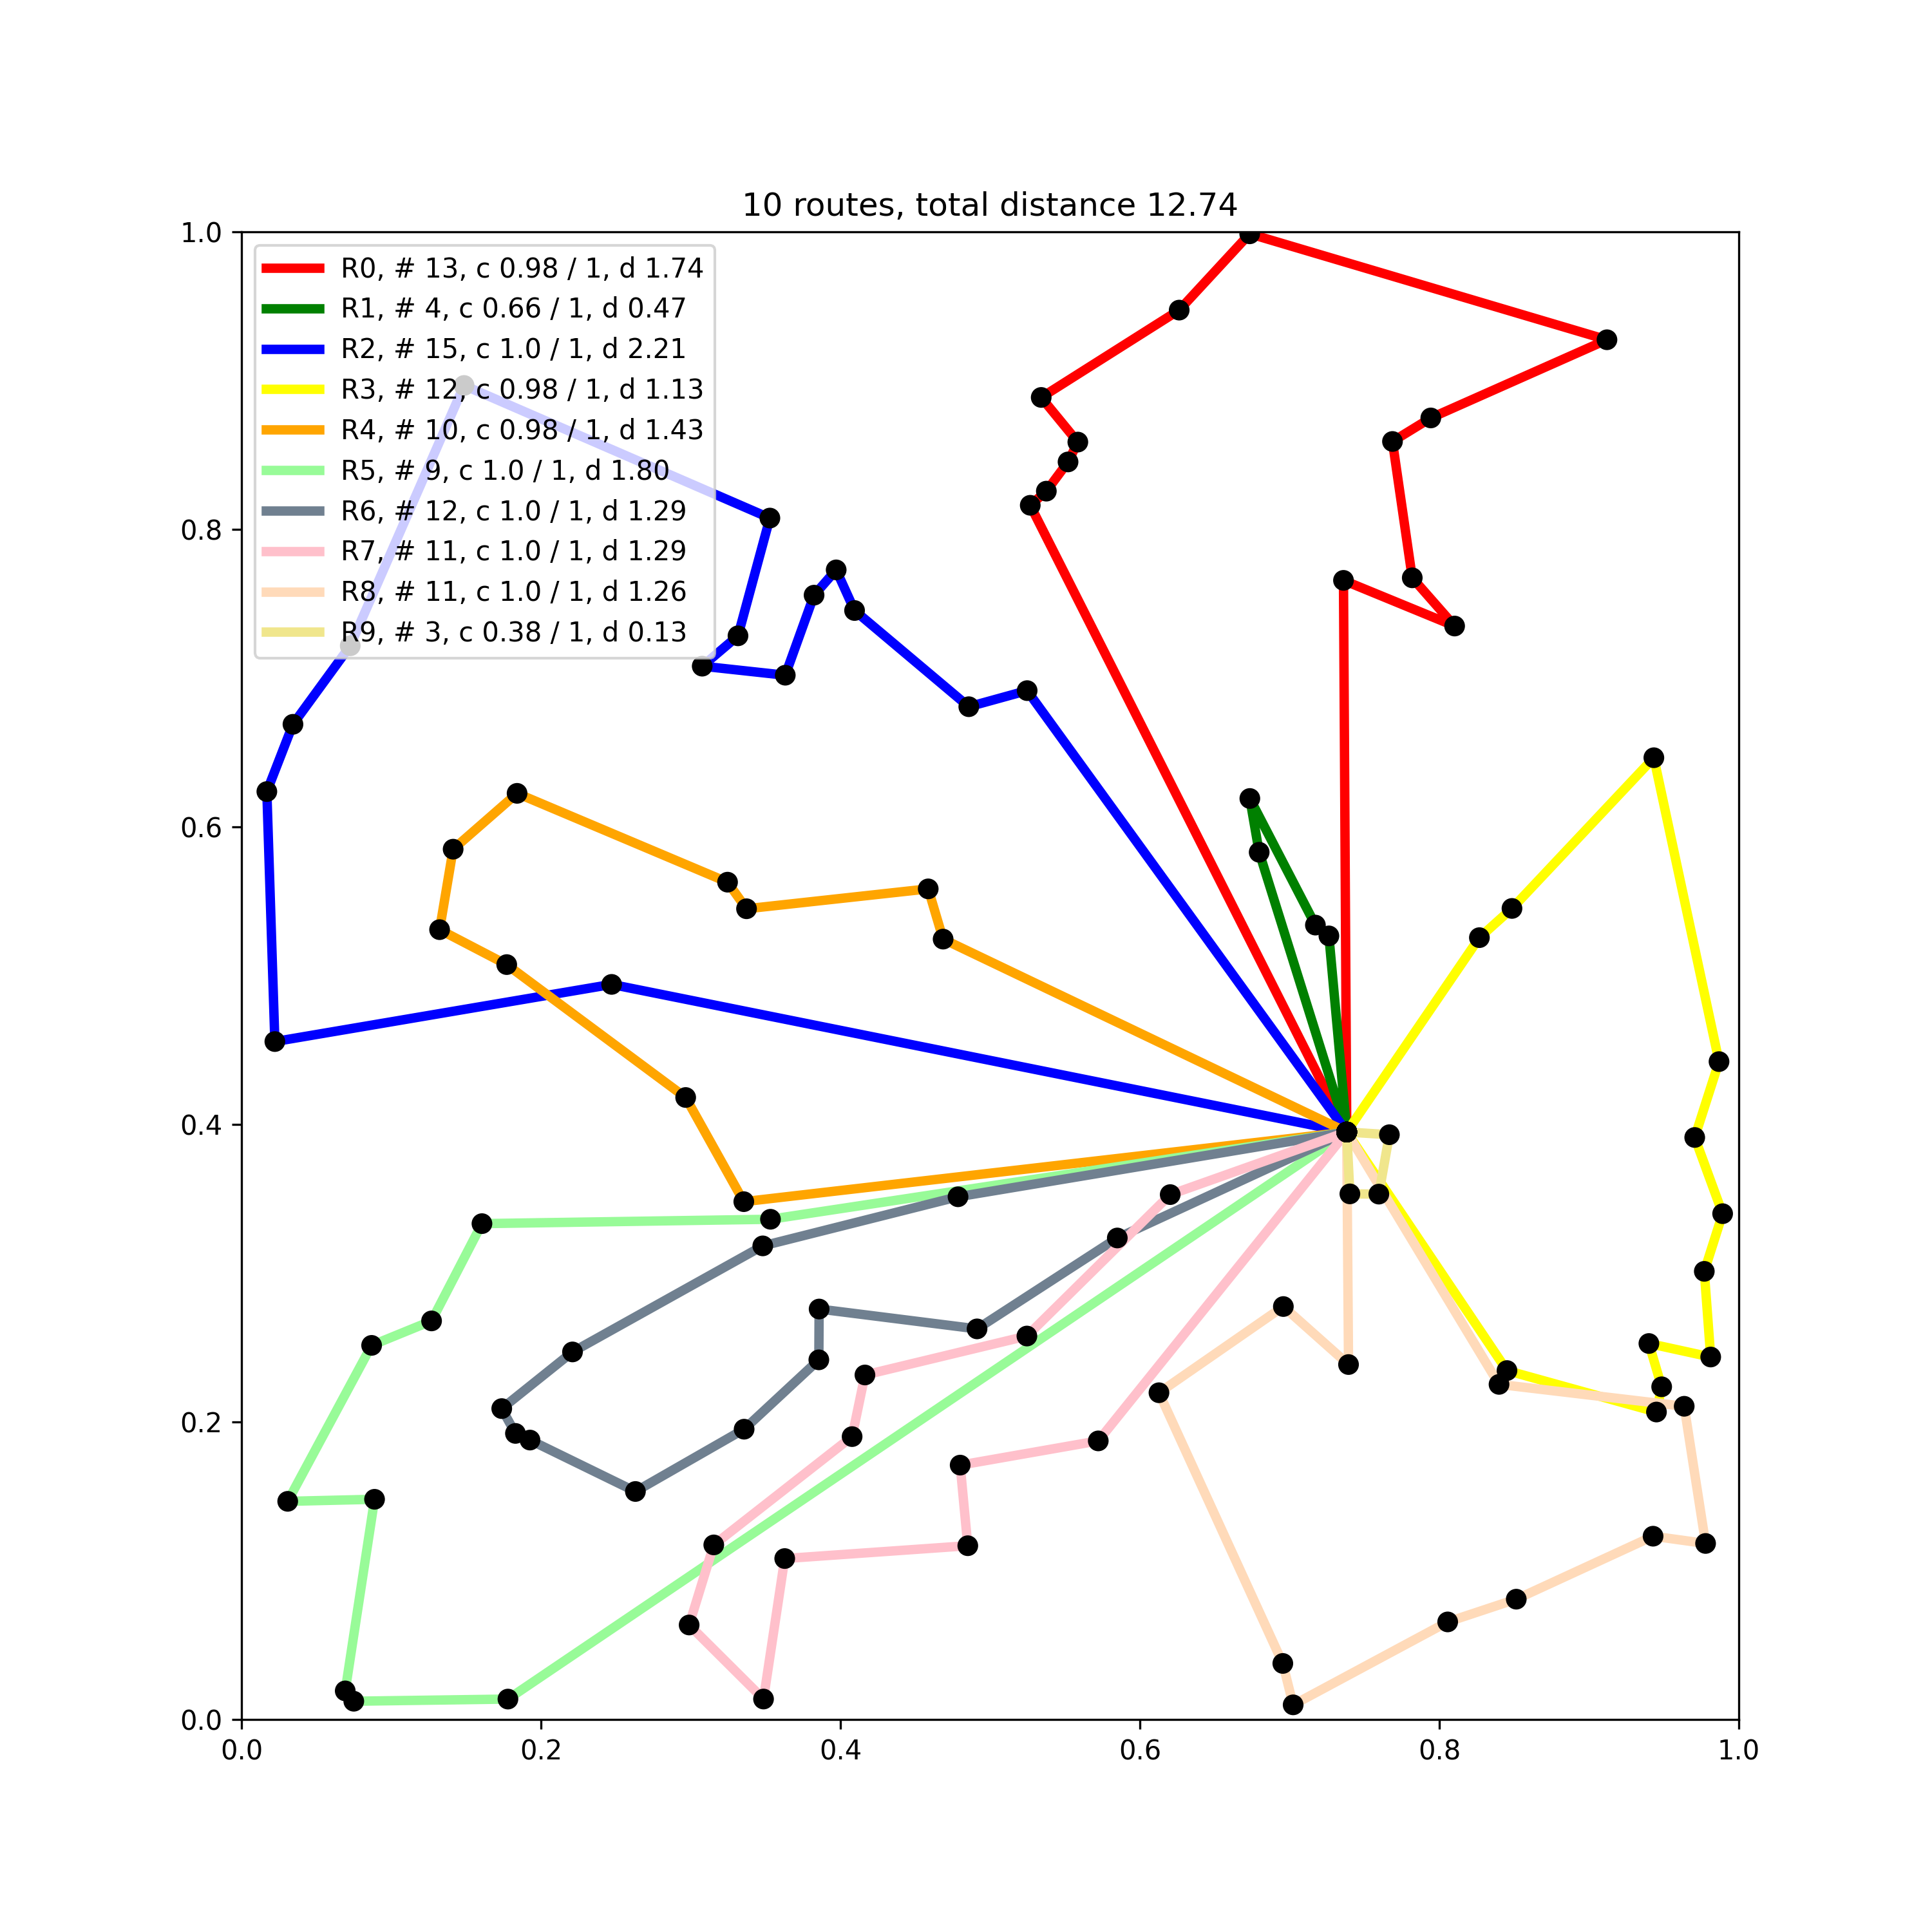 10 routes, total distance 12.74
1.0
0.8
0.6
0.4
0.2
0.0
R0, # 13, c 0.98 / 1, d 1.74
R1, # 4, c 0.66 / 1, d 0.47
R2, # 15, c 1.0 / 1, d 2.21
R3, # 12, c 0.98 / 1, d 1.13
R4, # 10, c 0.98 / 1, d 1.43
R5, # 9, c 1.0 / 1, d 1.80
R6, # 12, c 1.0 / 1, d 1.29
R7, # 11, c 1.0 / 1, d 1.29
R8, # 11, c 1.0 / 1, d 1.26
R9, # 3, c 0.38 / 1, d 0.13
0.0 0.2 0.4 0.6 0.8 1.0